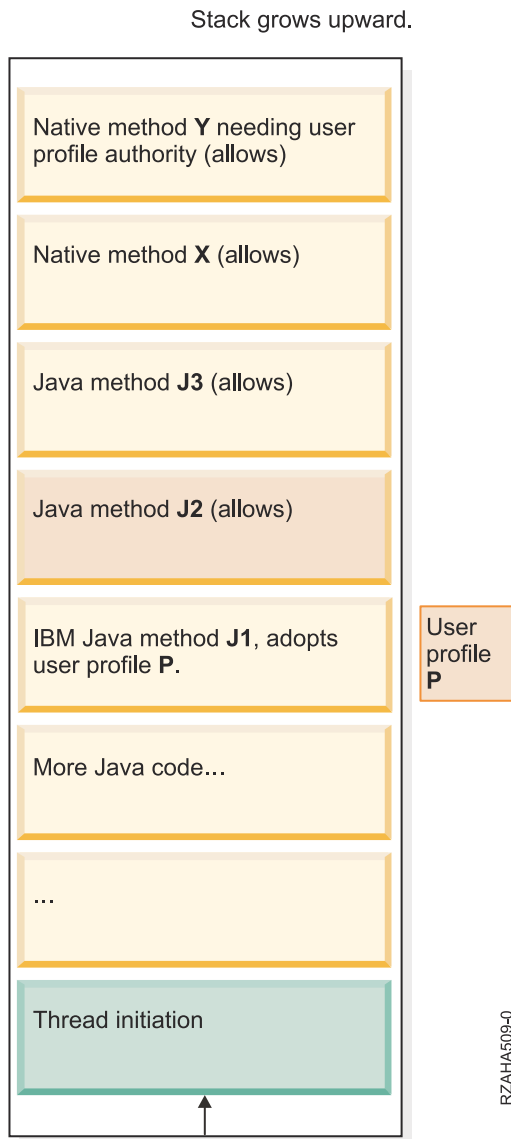 Stack grows upward.
Native method Y needing user
profile authority (allows)
Native method X (allows)
Java method J3 (allows)
Java method J2 (allows)
IBM Java method J1, adopts
user profile P.
User
profile
P
More Java code...
...
Thread initiation
RZAHA509-0